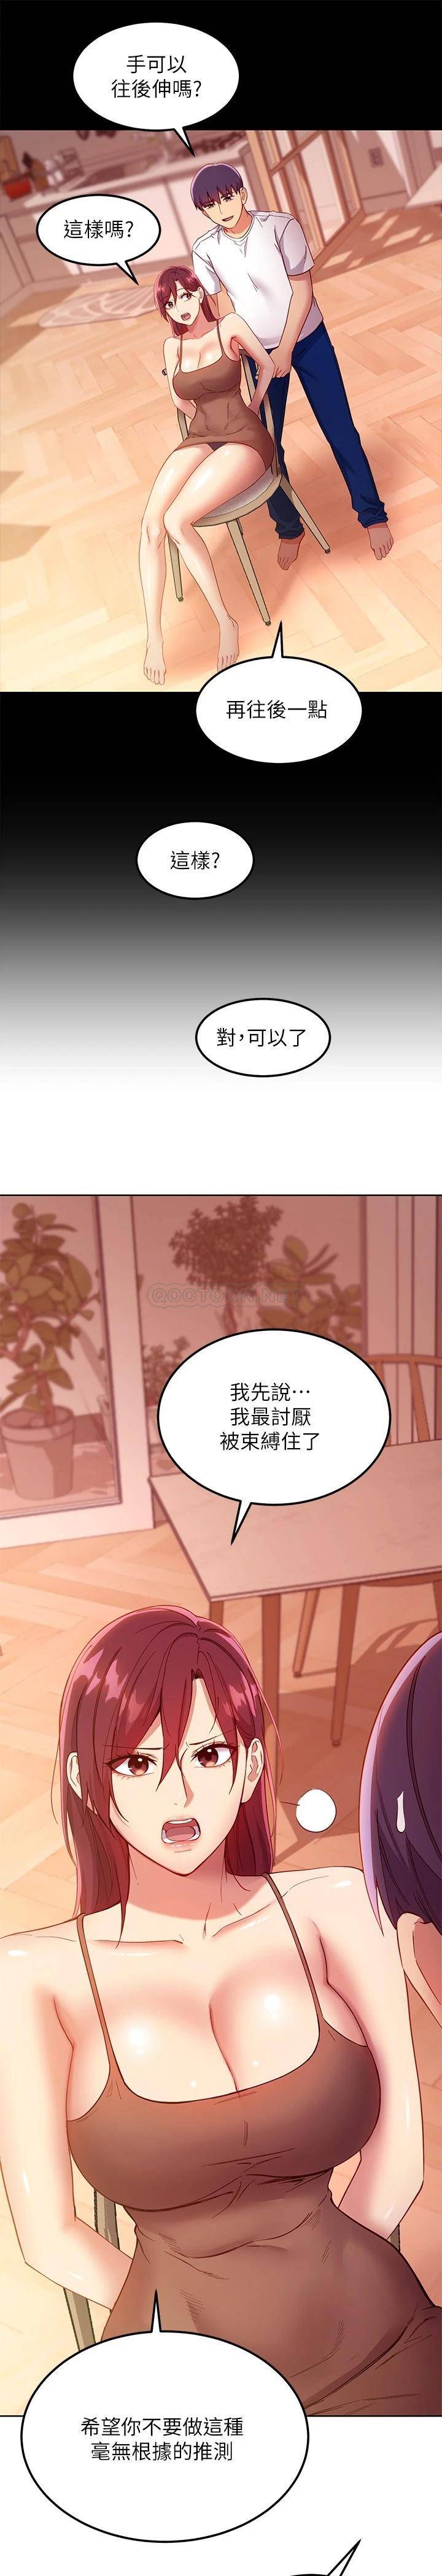 手可以
往後伸嗎?
這樣嗎?
再往後一點
這樣?
對,可以了
我先說⋯
我最討厭
被束縛住了
希望你不要做這種
毫無根據的推測